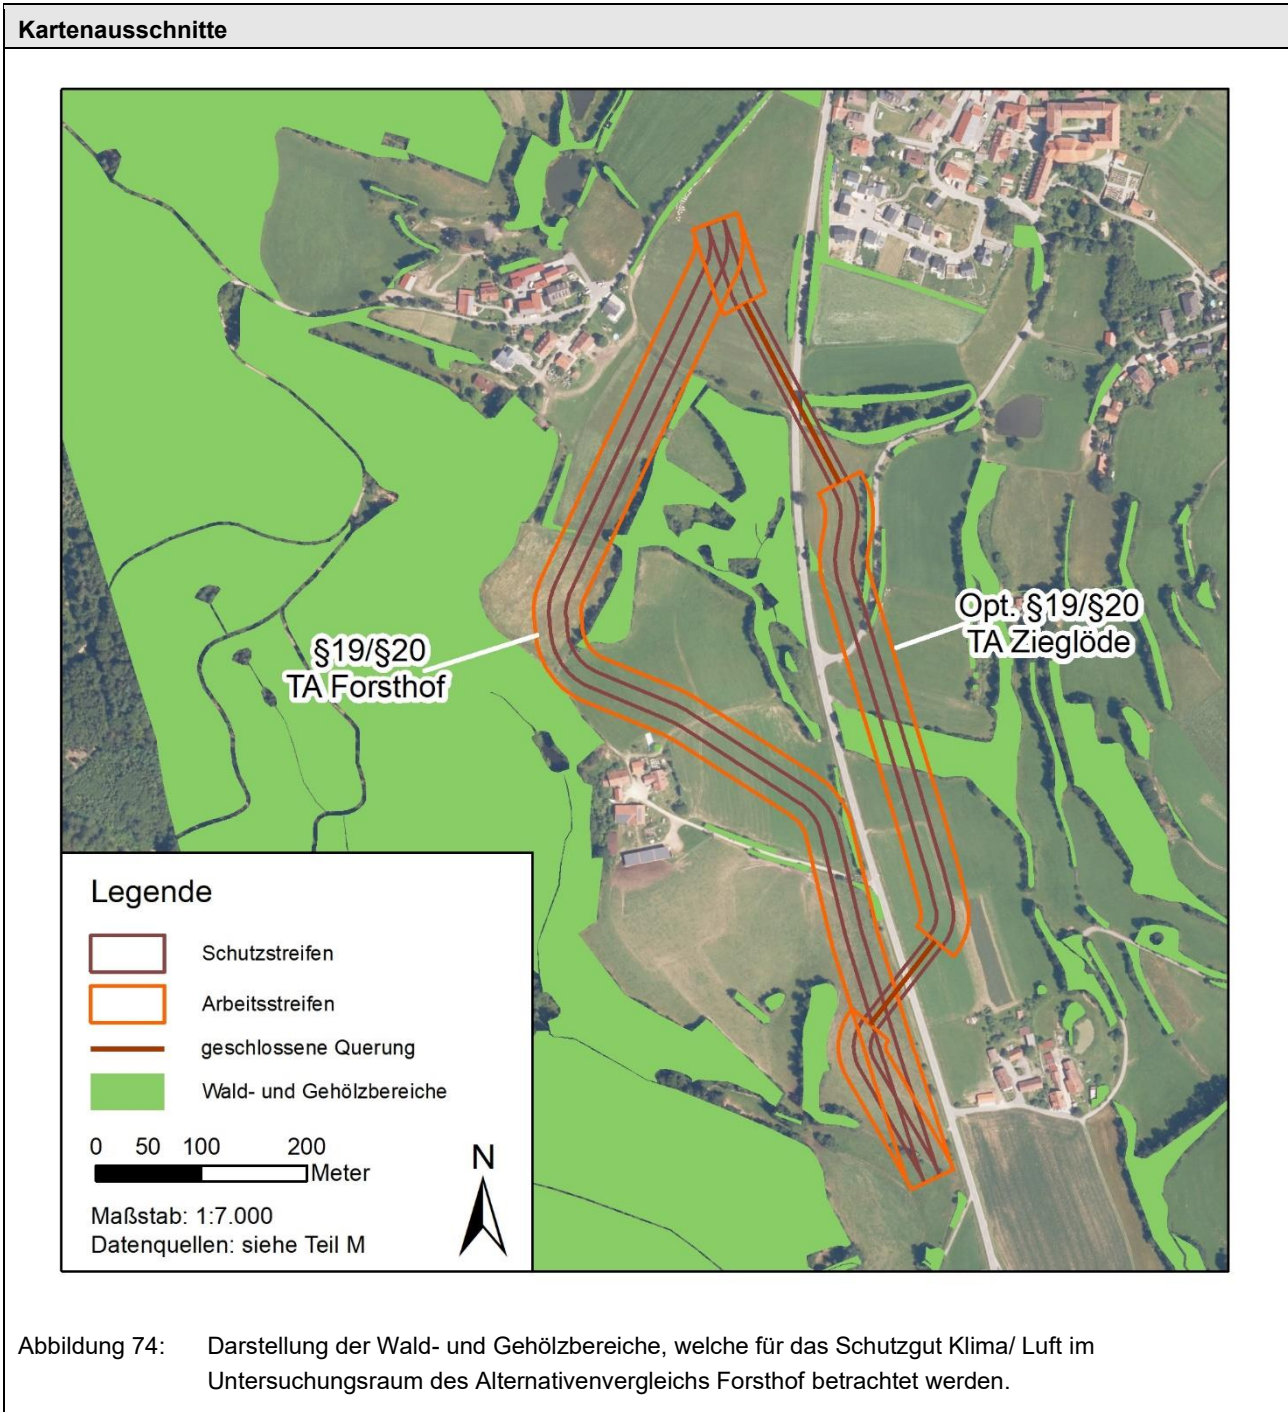 Kartenausschnitte
Opt. §19/§20
TA Zieglöde
§19/§20
TA Forsthof
Legende
Schutzstreifen
Arbeitsstreifen
geschlossene Querung
Wald- und Gehölzbereiche
0 50 100 200
Meter
N
Maßstab: 1:7.000
Datenquellen: siehe Teil M
Abbildung 74: Darstellung der Wald- und Gehölzbereiche, welche für das Schutzgut Klima/ Luft im
Untersuchungsraum des Alternativenvergleichs Forsthof betrachtet werden.